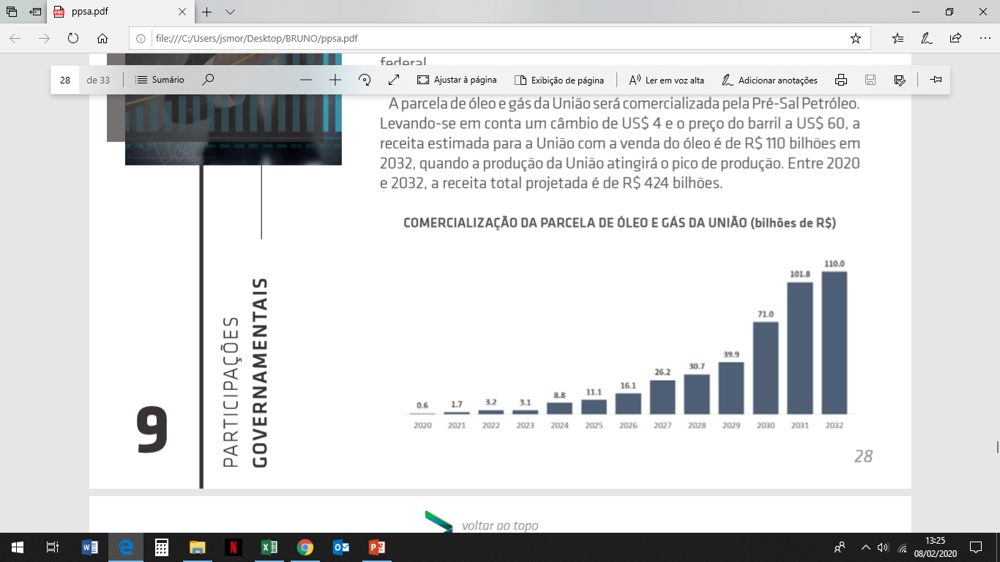 ppsa.pdf
file:///C:/Users/jsmor/Desktop/BRUNO/ppsa.pdf
federal
28 de 33 Sumário Ajustar à página Exibição de página Ler em voz alta Adicionar anotações
A parcela de óleo e gás da União será comercializada pela Pré-Sal Petróleo.
Levando-se em conta um câmbio de US$ 4 e o preço do barril a US$ 60, a
receita estimada para a União com a venda do óleo é de R$ 110 bilhões em
2032, quando a produção da União atingirá o pico de produção. Entre 2020
e 2032, a receita total projetada é de R$ 424 bilhões.
COMERCIALIZAÇÃO DA PARCELA DE ÓLEO E GÁS DA UNIÃO (bilhões de R$)
0.6 1.7 3.2 3.1 8.8 11.1 16.1 26.2 30.7 39.9 71.0 101.8 110.0
2020 2021 2022 2023 2024 2025 2026 2027 2028 2029 2030 2031 2032
9
PARTICIPAÇÕES
GOVERNAMENTAIS
28
voltar ao topo
13:25
08/02/2020